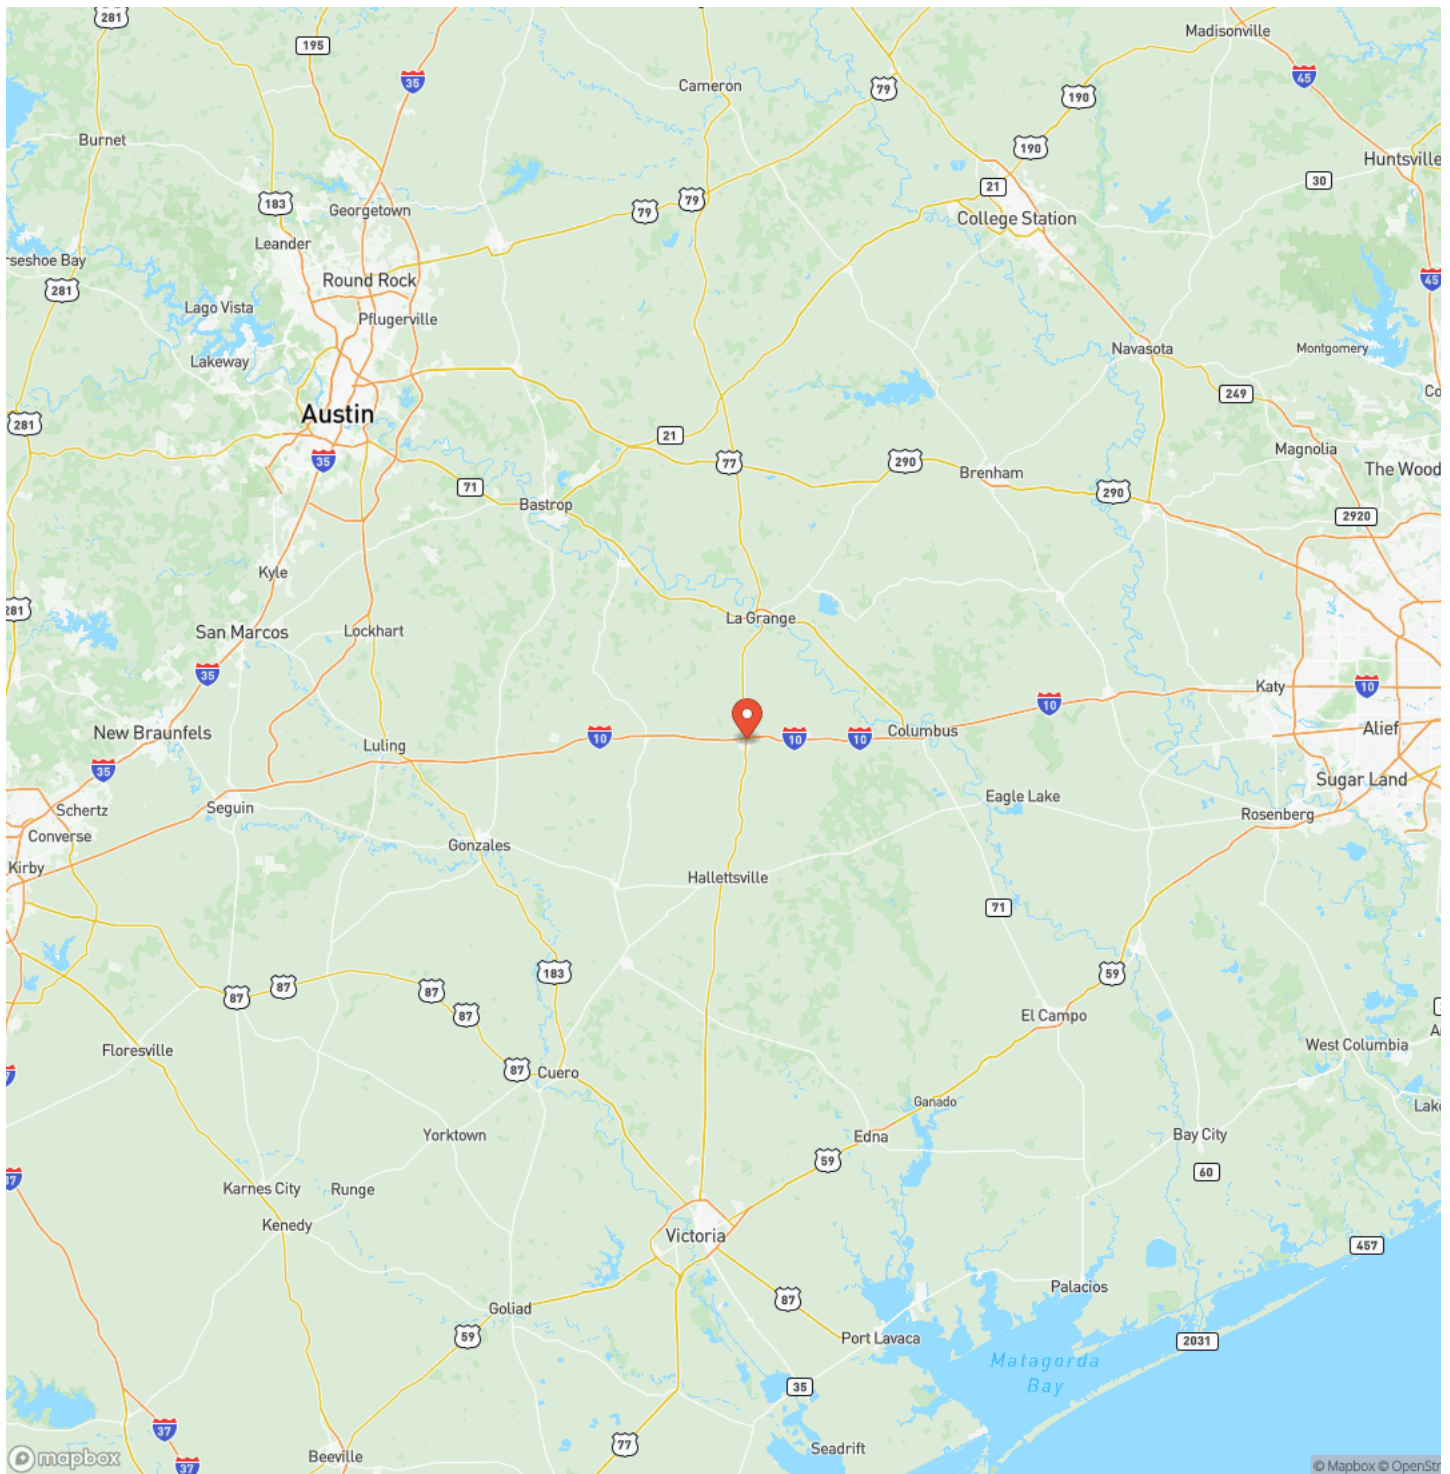 281
195
35
Cameron
79
Madisonville
190
45
Burnet
190
Huntsville
30
21
183
79
79
Georgetown
College Station
Leander
rseshoe Bay
Round Rock
45
281
Lago Vista
Pflugerville
Navasota
Montgomery
Lakeway
249
Co
Austin
281
21
Magnolia
35
77
290
Brenham
The Wood
71
290
Bastrop
2920
Kyle
281
La Grange
San Marcos
Lockhart
35
Katy
10
10
New Braunfels
Luling
10
10
10
Columbus
Alief
35
Sugar Land
Schertz
Seguin
Eagle Lake
Rosenberg
Converse
Gonzales
Kirby
Hallettsville
71
183
59
87
87
87
87
El Campo
Floresville
West Columbia
87
Cuero
Ganado
Lake
Yorktown
Edna
Bay City
59
60
37
Karnes City
Runge
Kenedy
Victoria
457
Palacios
87
Goliad
59
Port Lavaca
2031
Matagorda
Bay
35
37
77
Seadrift
Beeville
37
mapbox
© Mapbox © OpenStr